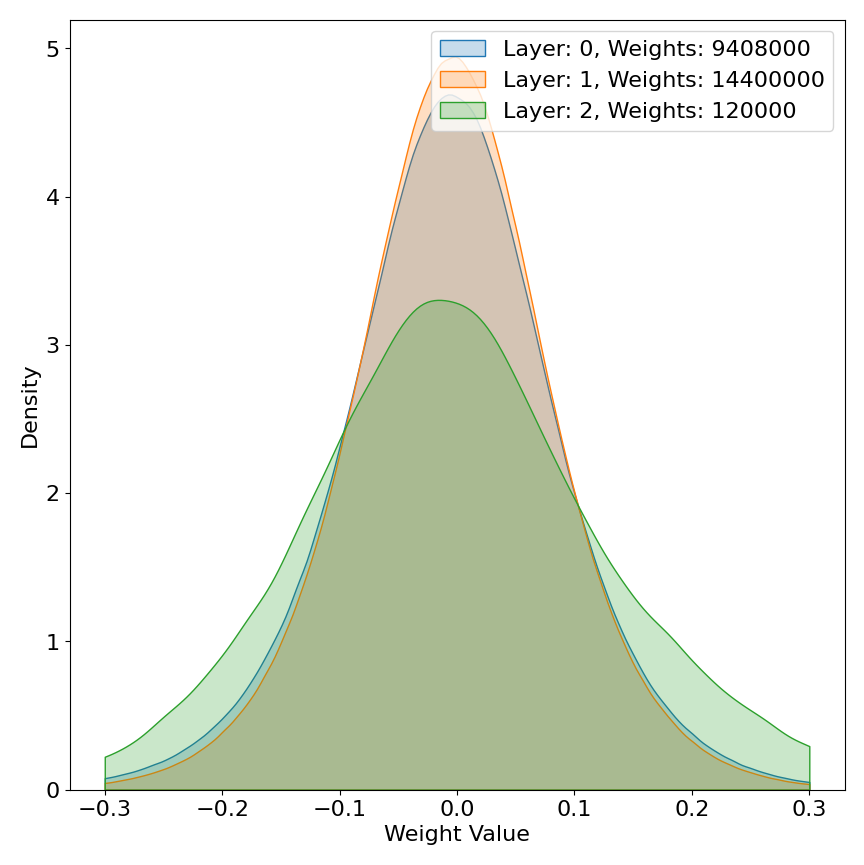 Layer: 0, Weights: 9408000
Layer: 1, Weights: 14400000
Layer: 2, Weights: 120000
5
4
3
2
1
0
Density
−0.3
−0.2
−0.1
0.0
0.1
0.2
0.3
Weight Value